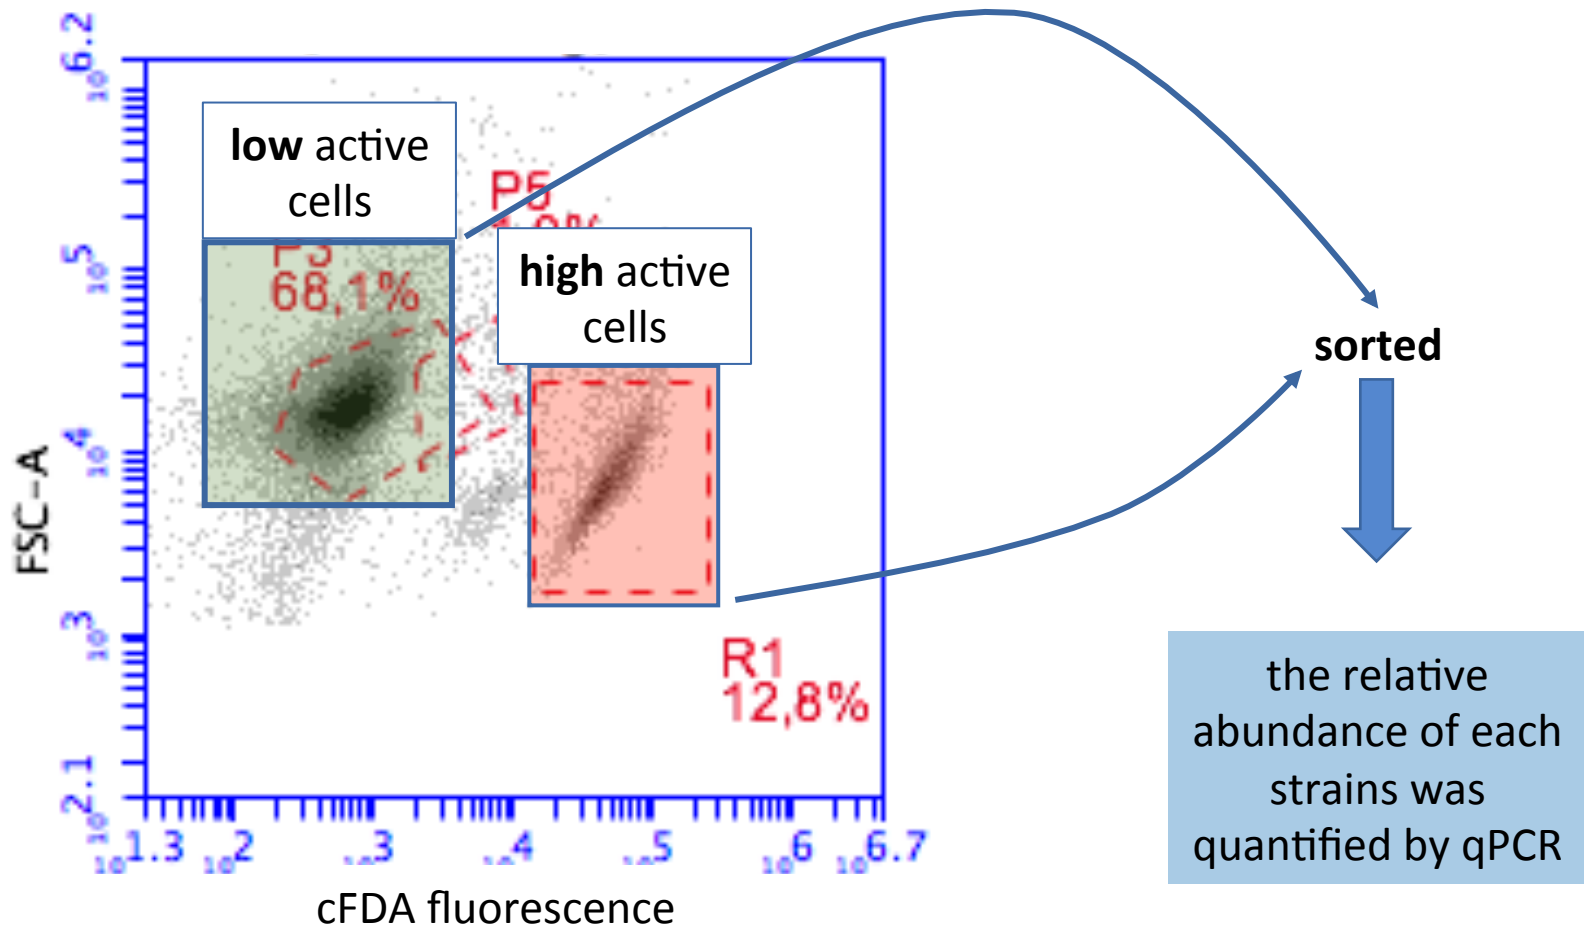 low active
cells
P5
high active
cells
P3
68,1%
sorted
R1
12,8%
the relative
abundance of each
strains was
quantified by qPCR
FSC-A
10^6.2
10^5
10^4
10^3
10^2.1
10^1.3
10^2
10^3
10^4
10^5
10^6
10^6.7
cFDA fluorescence